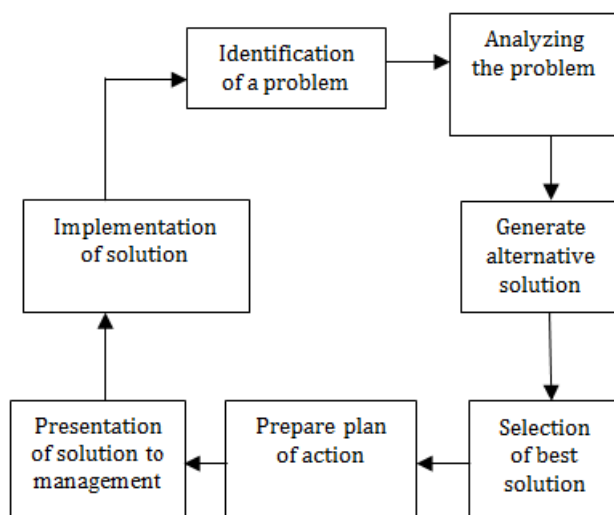 Identification
of a problem
Analyzing
the problem
Generate
alternative
solution
Selection
of best
solution
Prepare plan
of action
Presentation
of solution to
management
Implementation
of solution